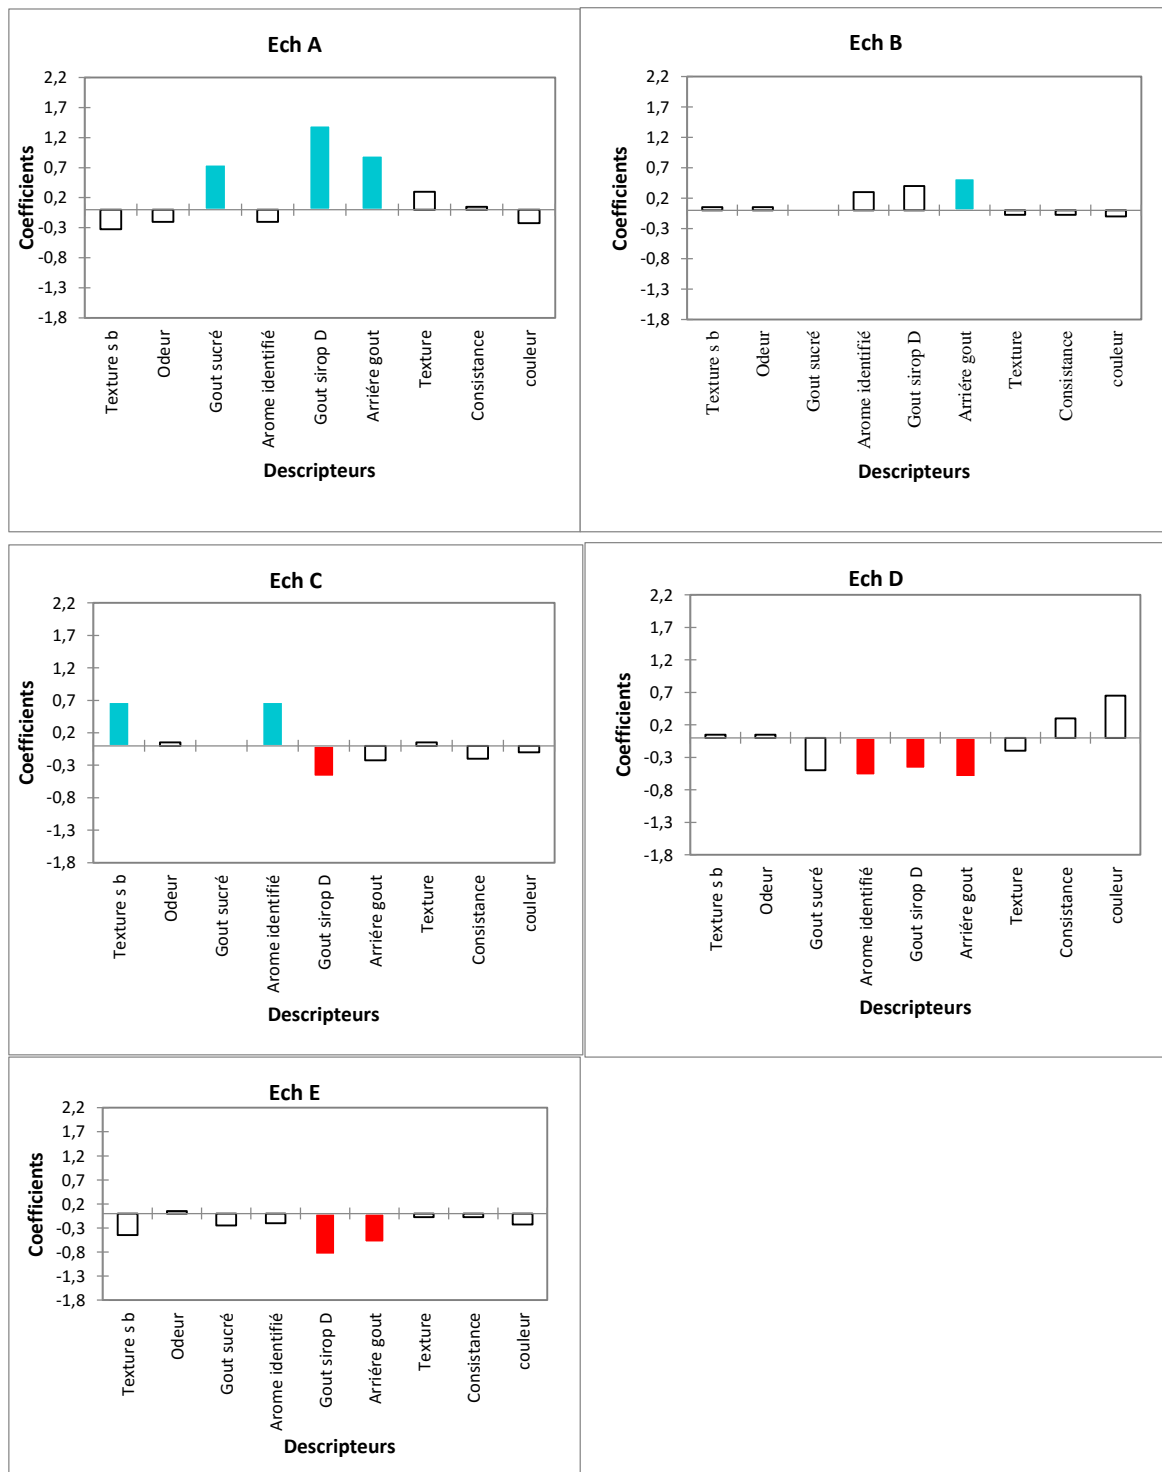 Ech A
2,2
1,7
1,2
0,7
0,2
-0,3
-0,8
-1,3
-1,8
Coefficients
Texture s b
Odeur
Gout sucré
Arome identifié
Gout sirop D
Arriére gout
Texture
Consistance
couleur
Descripteurs
Ech B
2,2
1,7
1,2
0,7
0,2
-0,3
-0,8
-1,3
-1,8
Coefficients
Texture s b
Odeur
Gout sucré
Arome identifié
Gout sirop D
Arriére gout
Texture
Consistance
couleur
Descripteurs
Ech C
2,2
1,7
1,2
0,7
0,2
-0,3
-0,8
-1,3
-1,8
Coefficients
Texture s b
Odeur
Gout sucré
Arome identifié
Gout sirop D
Arriére gout
Texture
Consistance
couleur
Descripteurs
Ech D
2,2
1,7
1,2
0,7
0,2
-0,3
-0,8
-1,3
-1,8
Coefficients
Texture s b
Odeur
Gout sucré
Arome identifié
Gout sirop D
Arriére gout
Texture
Consistance
couleur
Descripteurs
Ech E
2,2
1,7
1,2
0,7
0,2
-0,3
-0,8
-1,3
-1,8
Coefficients
Texture s b
Odeur
Gout sucré
Arome identifié
Gout sirop D
Arriére gout
Texture
Consistance
couleur
Descripteurs